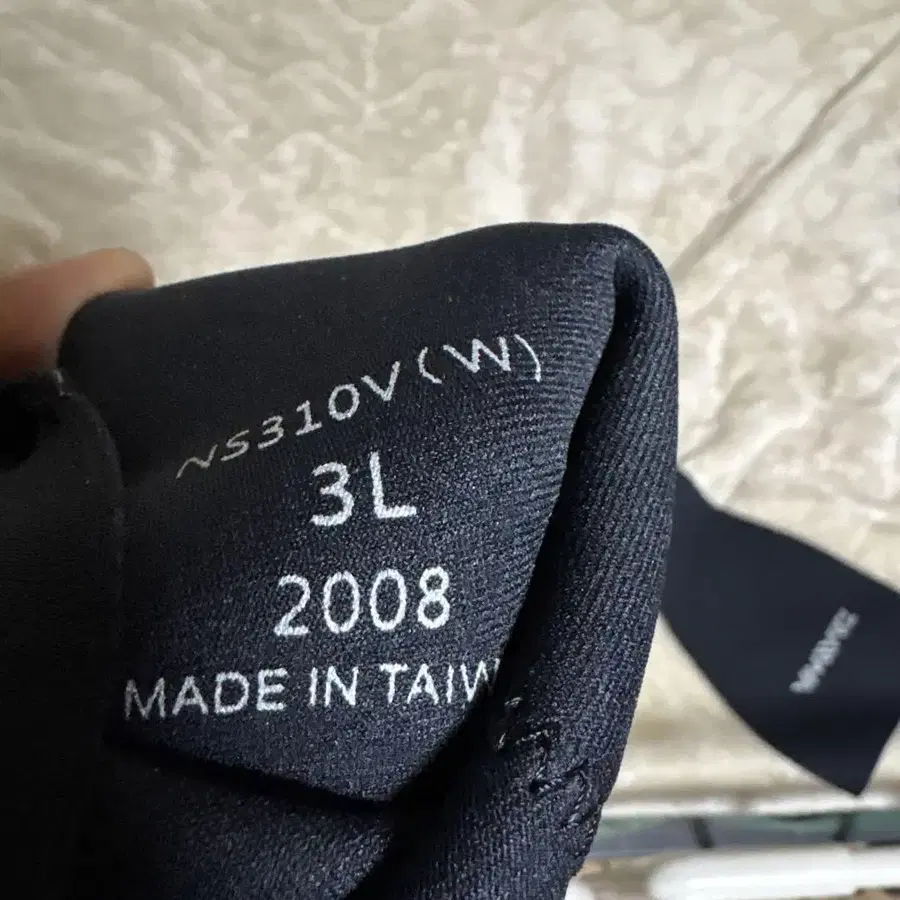 NS310V(W)
3L
2008
MADE IN TAIW